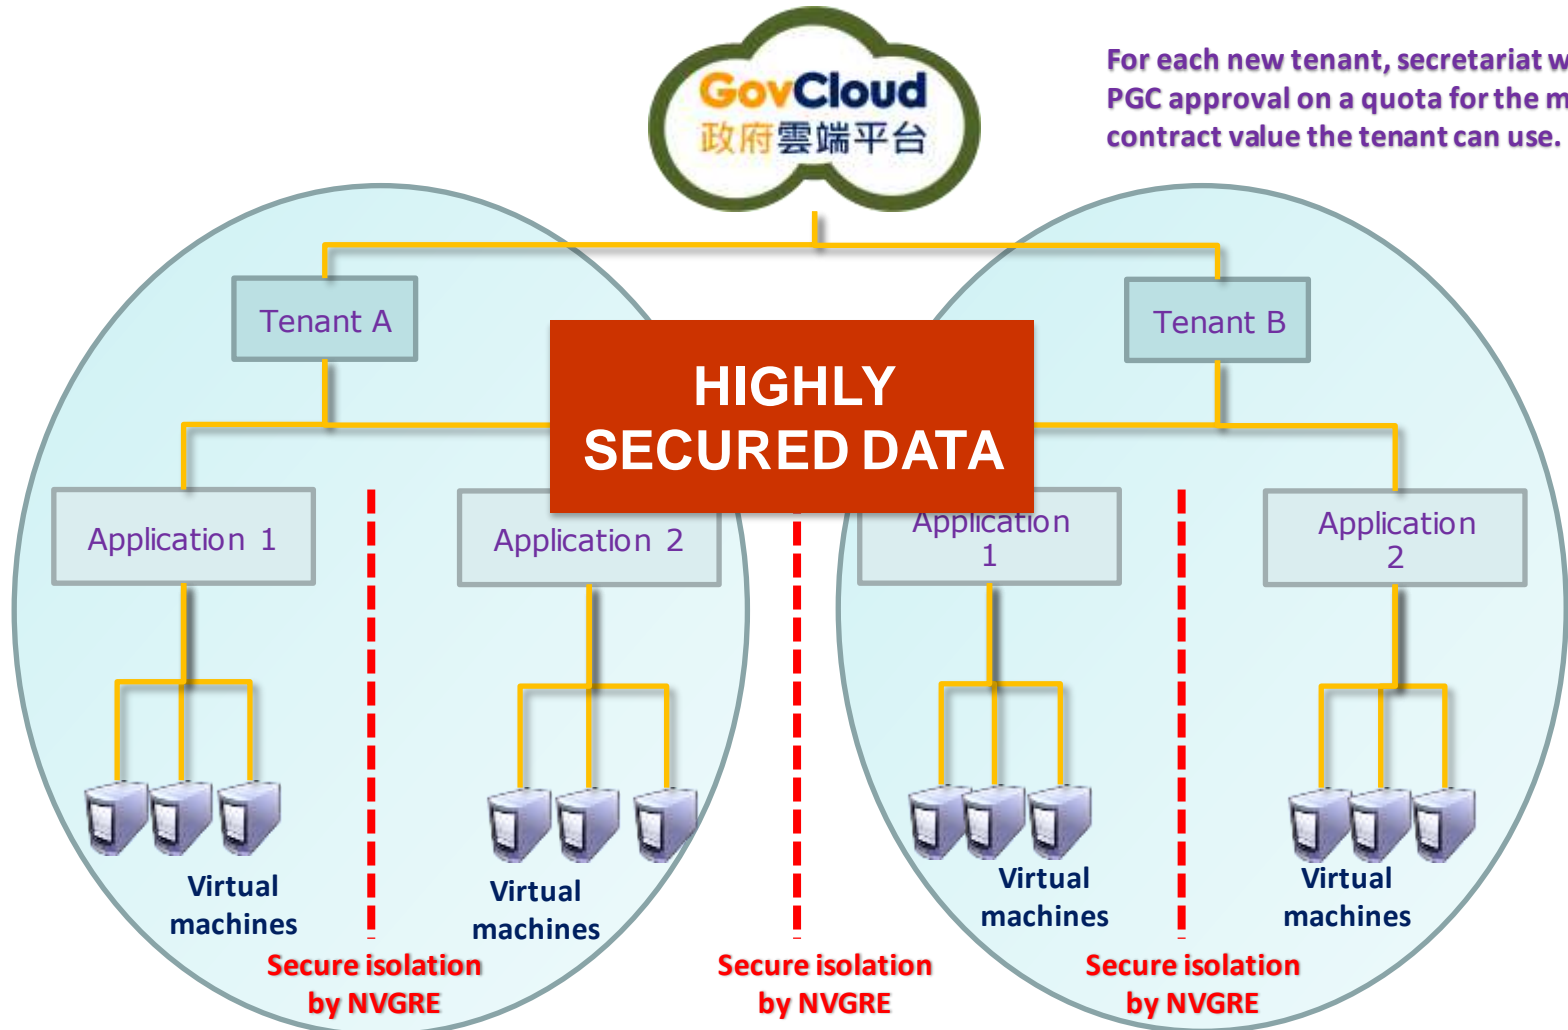 GovCloud
政府雲端平台
For each new tenant, secretariat w
PGC approval on a quota for the m
contract value the tenant can use.
Tenant A
Tenant B
HIGHLY
SECURED DATA
Application 1
Application 2
Application
1
Application
2
Virtual
machines
Virtual
machines
Virtual
machines
Virtual
machines
Secure isolation
by NVGRE
Secure isolation
by NVGRE
Secure isolation
by NVGRE